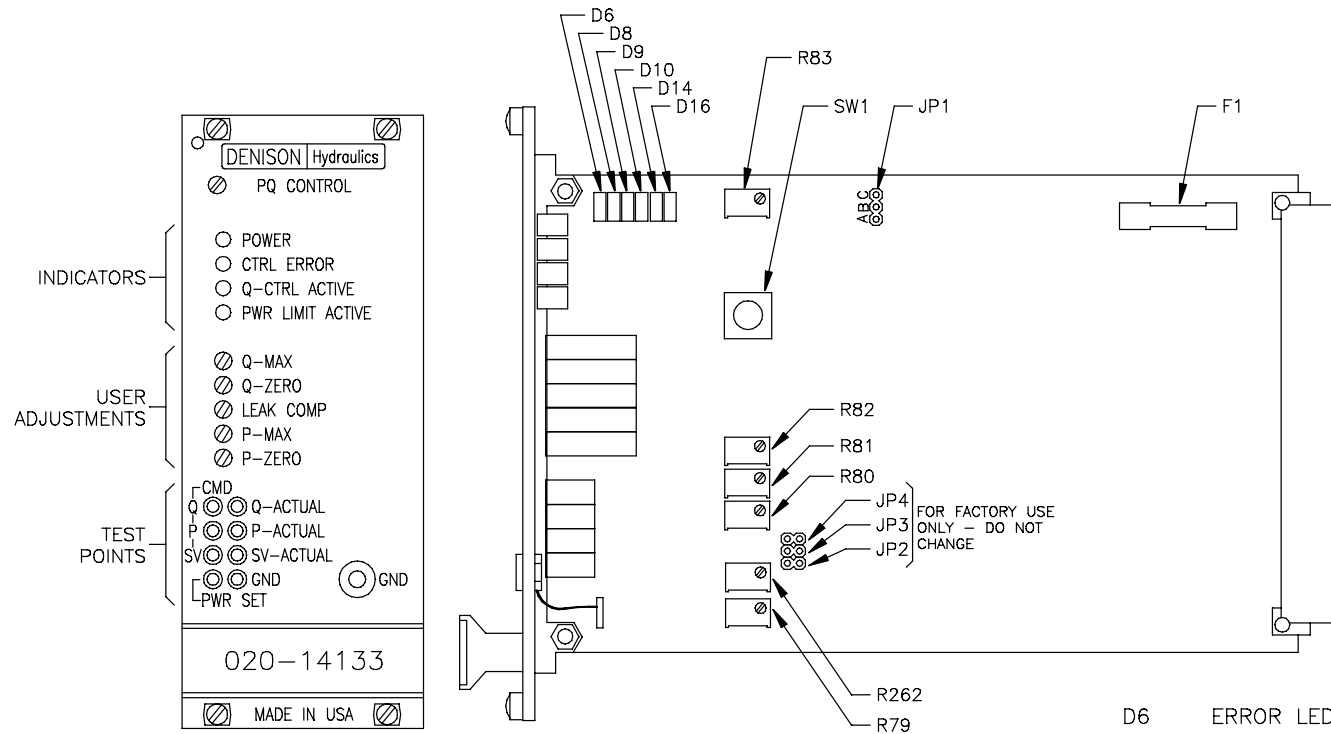 D6
D8
D9
D10
D14
D16
R83
SW1
JP1
F1
DENISON Hydraulics
PQ CONTROL
ABC
INDICATORS
POWER
CTRL ERROR
Q-CTRL ACTIVE
PWR LIMIT ACTIVE
USER
ADJUSTMENTS
Q-MAX
Q-ZERO
LEAK COMP
P-MAX
P-ZERO
R82
R81
R80
TEST
POINTS
CMD
Q Q-ACTUAL
P P-ACTUAL
SV SV-ACTUAL
GND
PWR SET
GND
JP4
JP3
JP2
FOR FACTORY USE
ONLY – DO NOT
CHANGE
020-14133
MADE IN USA
R262
R79
D6 ERROR LED